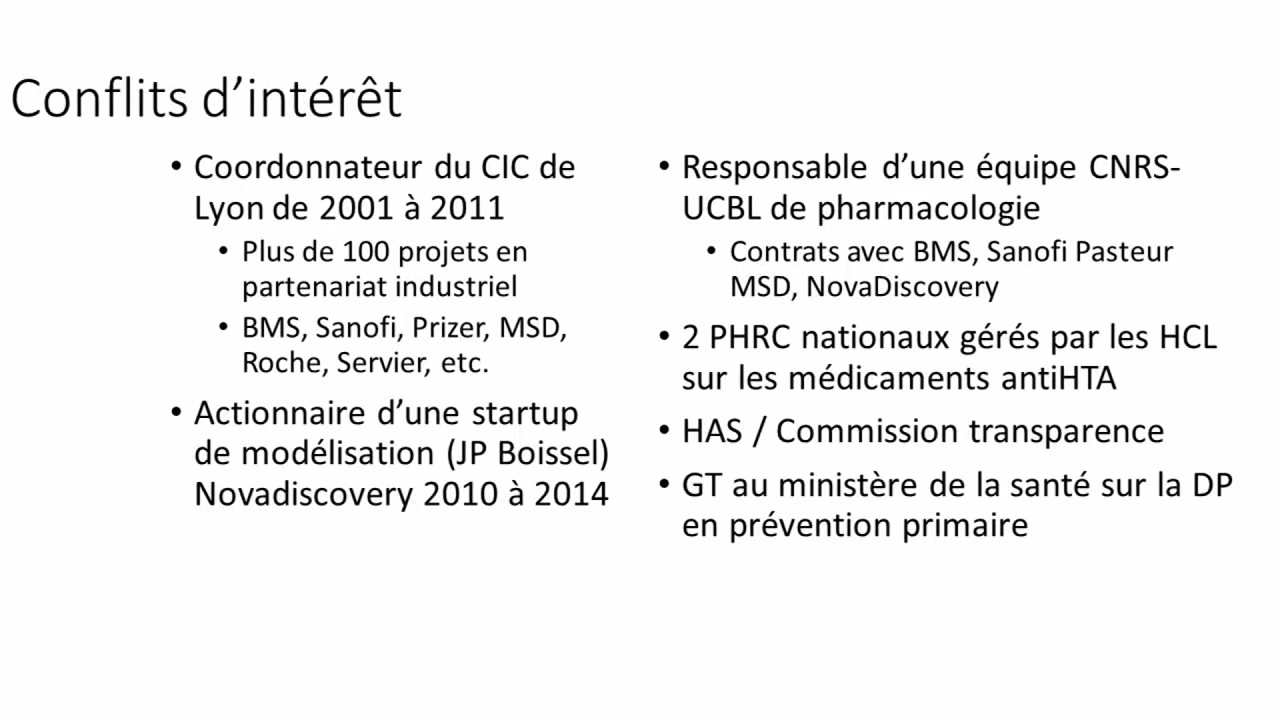 Conflits d’intérêt
• Coordonnateur du CIC de
Lyon de 2001 à 2011
• Plus de 100 projets en
partenariat industriel
• BMS, Sanofi, Prizer, MSD,
Roche, Servier, etc.
• Actionnaire d’une startup
de modélisation (JP Boissel)
Novadiscovery 2010 à 2014
• Responsable d’une équipe CNRS-
UCBL de pharmacologie
• Contrats avec BMS, Sanofi Pasteur
MSD, NovaDiscovery
• 2 PHRC nationaux gérés par les HCL
sur les médicaments antiHTA
• HAS / Commission transparence
• GT au ministère de la santé sur la DP
en prévention primaire